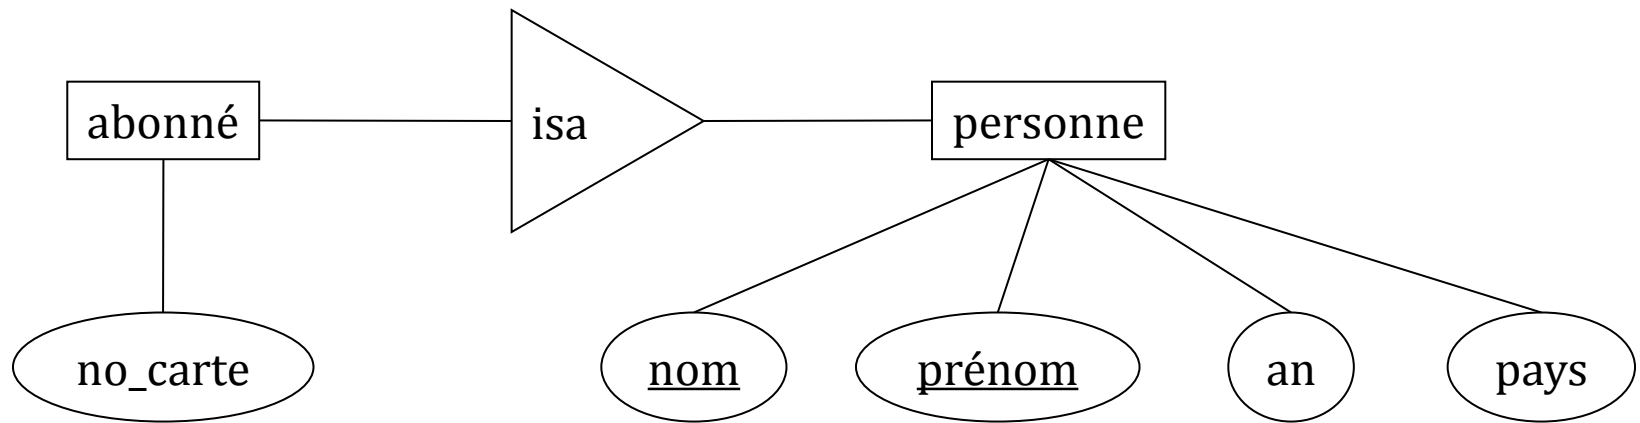 abonné
isa
personne
no_carte
nom
prénom
an
pays